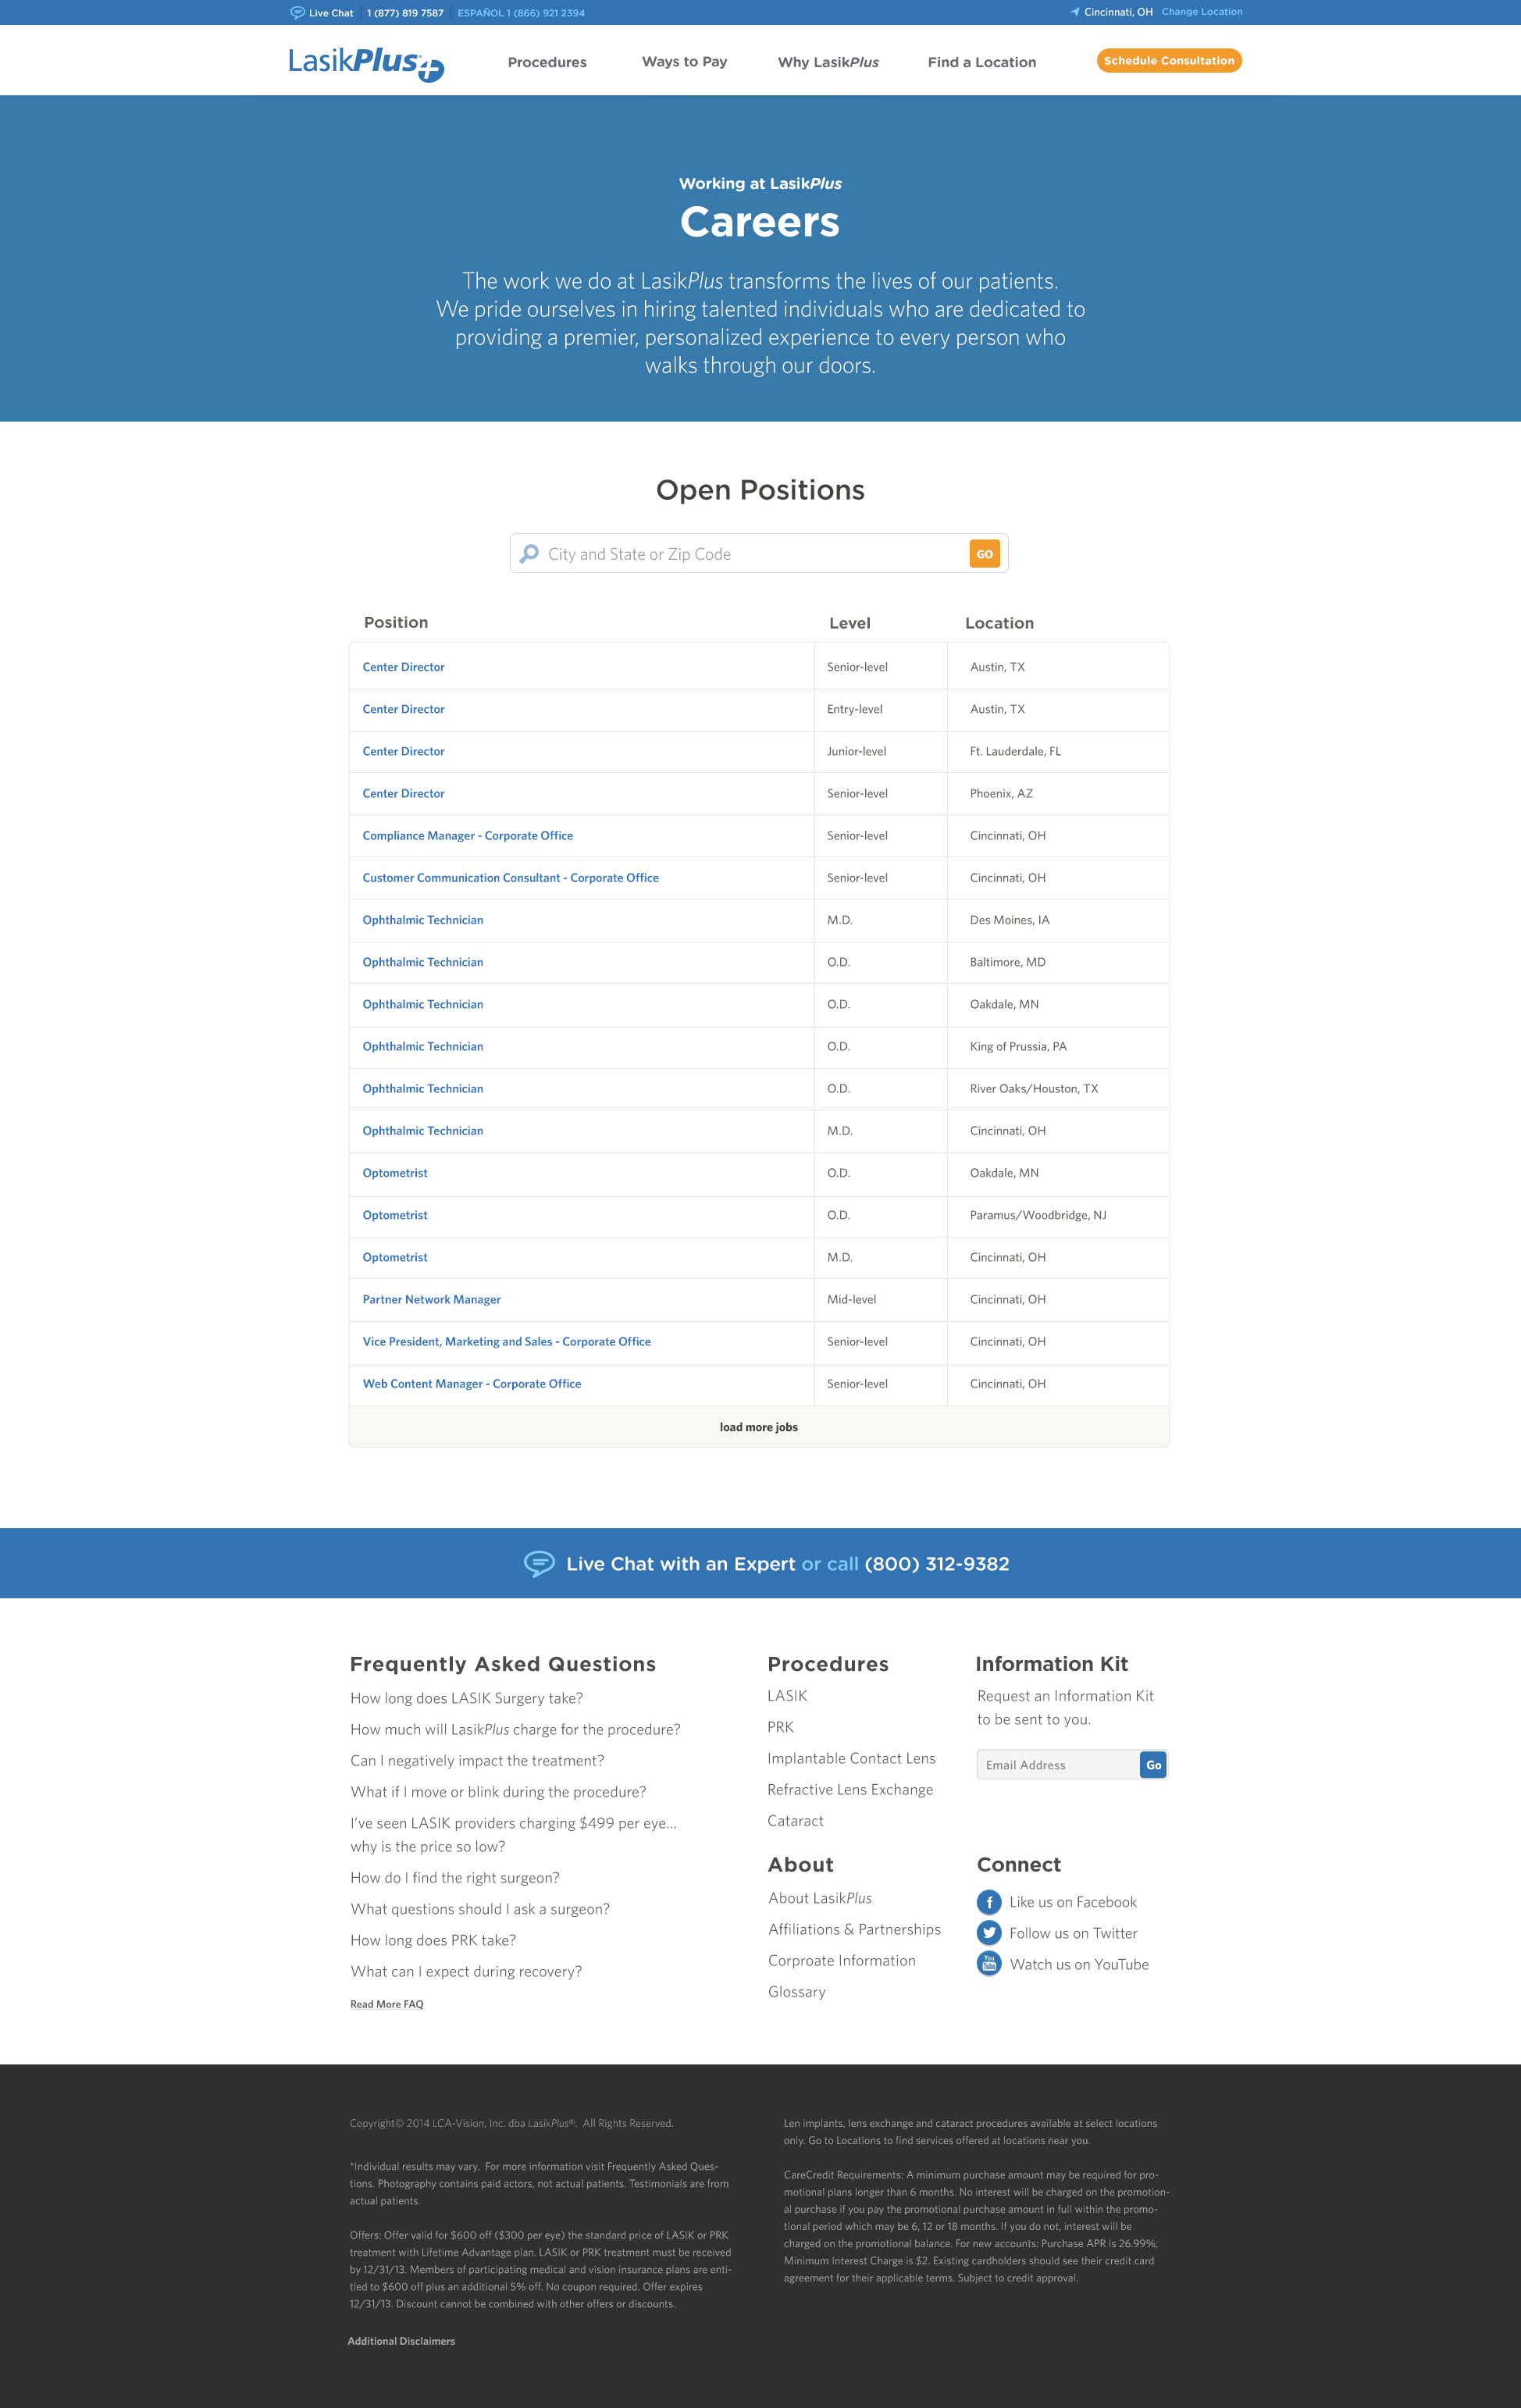 Live Chat 1 (877) 819 7587 ESPAÑOL 1 (866) 921 2394 Cincinnati, OH Change Location
LasikPlus+ Procedures Ways to Pay Why LasikPlus Find a Location Schedule Consultation
Working at LasikPlus
Careers
The work we do at LasikPlus transforms the lives of our patients.
We pride ourselves in hiring talented individuals who are dedicated to
providing a premier, personalized experience to every person who
walks through our doors.
Open Positions
City and State or Zip Code GO
Position Level Location
Center Director Senior-level Austin, TX
Center Director Entry-level Austin, TX
Center Director Junior-level Ft. Lauderdale, FL
Center Director Senior-level Phoenix, AZ
Compliance Manager - Corporate Office Senior-level Cincinnati, OH
Customer Communication Consultant - Corporate Office Senior-level Cincinnati, OH
Ophthalmic Technician M.D. Des Moines, IA
Ophthalmic Technician O.D. Baltimore, MD
Ophthalmic Technician O.D. Oakdale, MN
Ophthalmic Technician O.D. King of Prussia, PA
Ophthalmic Technician O.D. River Oaks/Houston, TX
Ophthalmic Technician M.D. Cincinnati, OH
Optometrist O.D. Oakdale, MN
Optometrist O.D. Paramus/Woodbridge, NJ
Optometrist M.D. Cincinnati, OH
Partner Network Manager Mid-level Cincinnati, OH
Vice President, Marketing and Sales - Corporate Office Senior-level Cincinnati, OH
Web Content Manager - Corporate Office Senior-level Cincinnati, OH
load more jobs
Live Chat with an Expert or call (800) 312-9382
Frequently Asked Questions
How long does LASIK Surgery take?
How much will LasikPlus charge for the procedure?
Can I negatively impact the treatment?
What if I move or blink during the procedure?
I've seen LASIK providers charging $499 per eye...
why is the price so low?
How do I find the right surgeon?
What questions should I ask a surgeon?
How long does PRK take?
What can I expect during recovery?
Read More FAQ
Procedures
LASIK
PRK
Implantable Contact Lens
Refractive Lens Exchange
Cataract
About
About LasikPlus
Affiliations & Partnerships
Corproate Information
Glossary
Information Kit
Request an Information Kit
to be sent to you.
Email Address Go
Connect
Like us on Facebook
Follow us on Twitter
You Tube Watch us on YouTube
Copyright© 2014 LCA-Vision, Inc. dba LasikPlus®. All Rights Reserved.
*Individual results may vary. For more information visit Frequently Asked Ques-
tions. Photography contains paid actors, not actual patients. Testimonials are from
actual patients.
Offers: Offer valid for $600 off ($300 per eye) the standard price of LASIK or PRK
treatment with Lifetime Advantage plan. LASIK or PRK treatment must be received
by 12/31/13. Members of participating medical and vision insurance plans are enti-
tled to $600 off plus an additional 5% off. No coupon required. Offer expires
12/31/13. Discount cannot be combined with other offers or discounts.
Additional Disclaimers
Len implants, lens exchange and cataract procedures available at select locations
only. Go to Locations to find services offered at locations near you.
CareCredit Requirements: A minimum purchase amount may be required for pro-
motional plans longer than 6 months. No interest will be charged on the promotion-
al purchase if you pay the promotional purchase amount in full within the promo-
tional period which may be 6, 12 or 18 months. If you do not, interest will be
charged on the promotional balance. For new accounts: Purchase APR is 26.99%;
Minimum Interest Charge is $2. Existing cardholders should see their credit card
agreement for their applicable terms. Subject to credit approval.